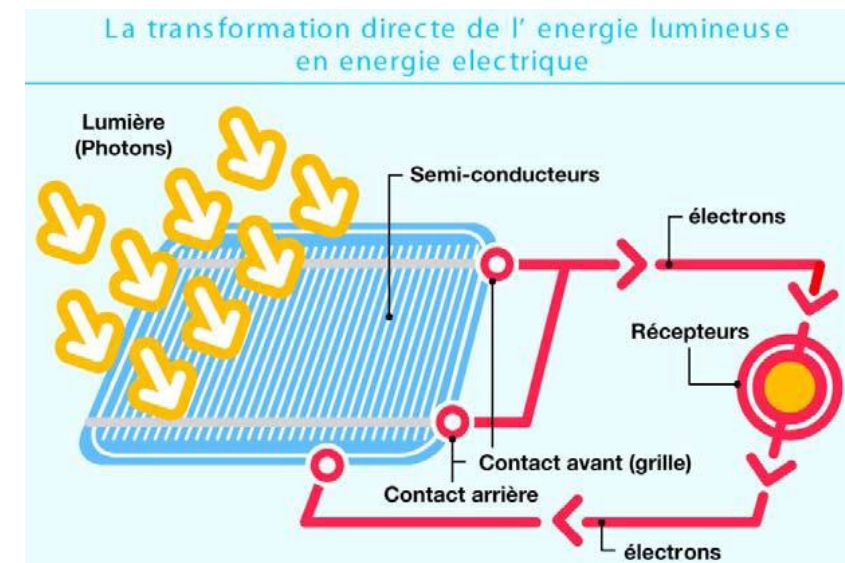 La transformation directe de l' energie lumineuse
en energie electrique
Lumière
(Photons)
Semi-conducteurs
électrons
Récepteurs
Contact avant (grille)
Contact arrière
électrons